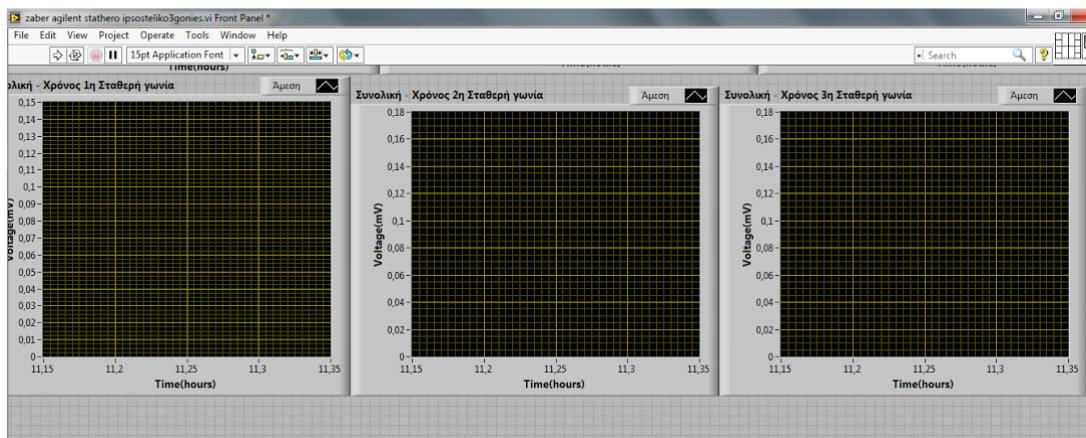 zaber agilent stathero ipsosteliko3gonies.vi Front Panel *
File Edit View Project Operate Tools Window Help
15pt Application Font
Search
?
Time(hours)
Time(hours)
Time(hours)
ολική - Χρόνος 1η Σταθερή γωνία
Άμεση
0,15
0,14
0,13
0,12
0,11
0,1
0,09
0,08
0,07
0,06
0,05
0,04
0,03
0,02
0,01
0
Voltage(mV)
11,15 11,2 11,25 11,3 11,35
Time(hours)
Συνολική - Χρόνος 2η Σταθερή γωνία
Άμεση
0,18
0,16
0,14
0,12
0,1
0,08
0,06
0,04
0,02
0
Voltage(mV)
11,15 11,2 11,25 11,3 11,35
Time(hours)
Συνολική - Χρόνος 3η Σταθερή γωνία
Άμεση
0,18
0,16
0,14
0,12
0,1
0,08
0,06
0,04
0,02
0
Voltage(mV)
11,15 11,2 11,25 11,3 11,35
Time(hours)